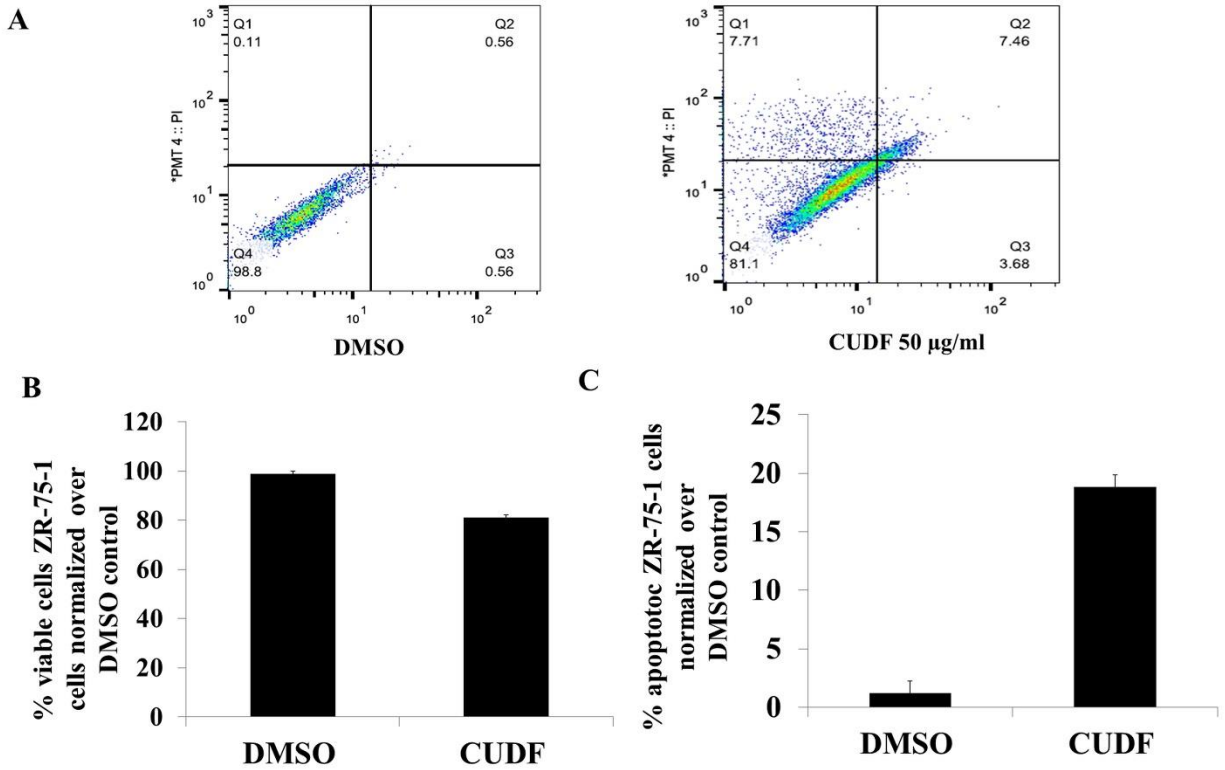 A
10³
Q1
0.11
Q2
0.56
10²
*PMT 4 :: PI
10¹
Q4
98.8
Q3
0.56
10⁰
10⁰
10¹
10²
DMSO
10³
Q1
7.71
Q2
7.46
10²
*PMT 4 :: PI
10¹
Q4
81.1
Q3
3.68
10⁰
10⁰
10¹
10²
CUDF 50 µg/ml
B
% viable cells ZR-75-1
cells normalized over
DMSO control
120
100
80
60
40
20
0
DMSO
CUDF
C
% apoptotoc ZR-75-1 cells
normalized over
DMSO control
25
20
15
10
5
0
DMSO
CUDF